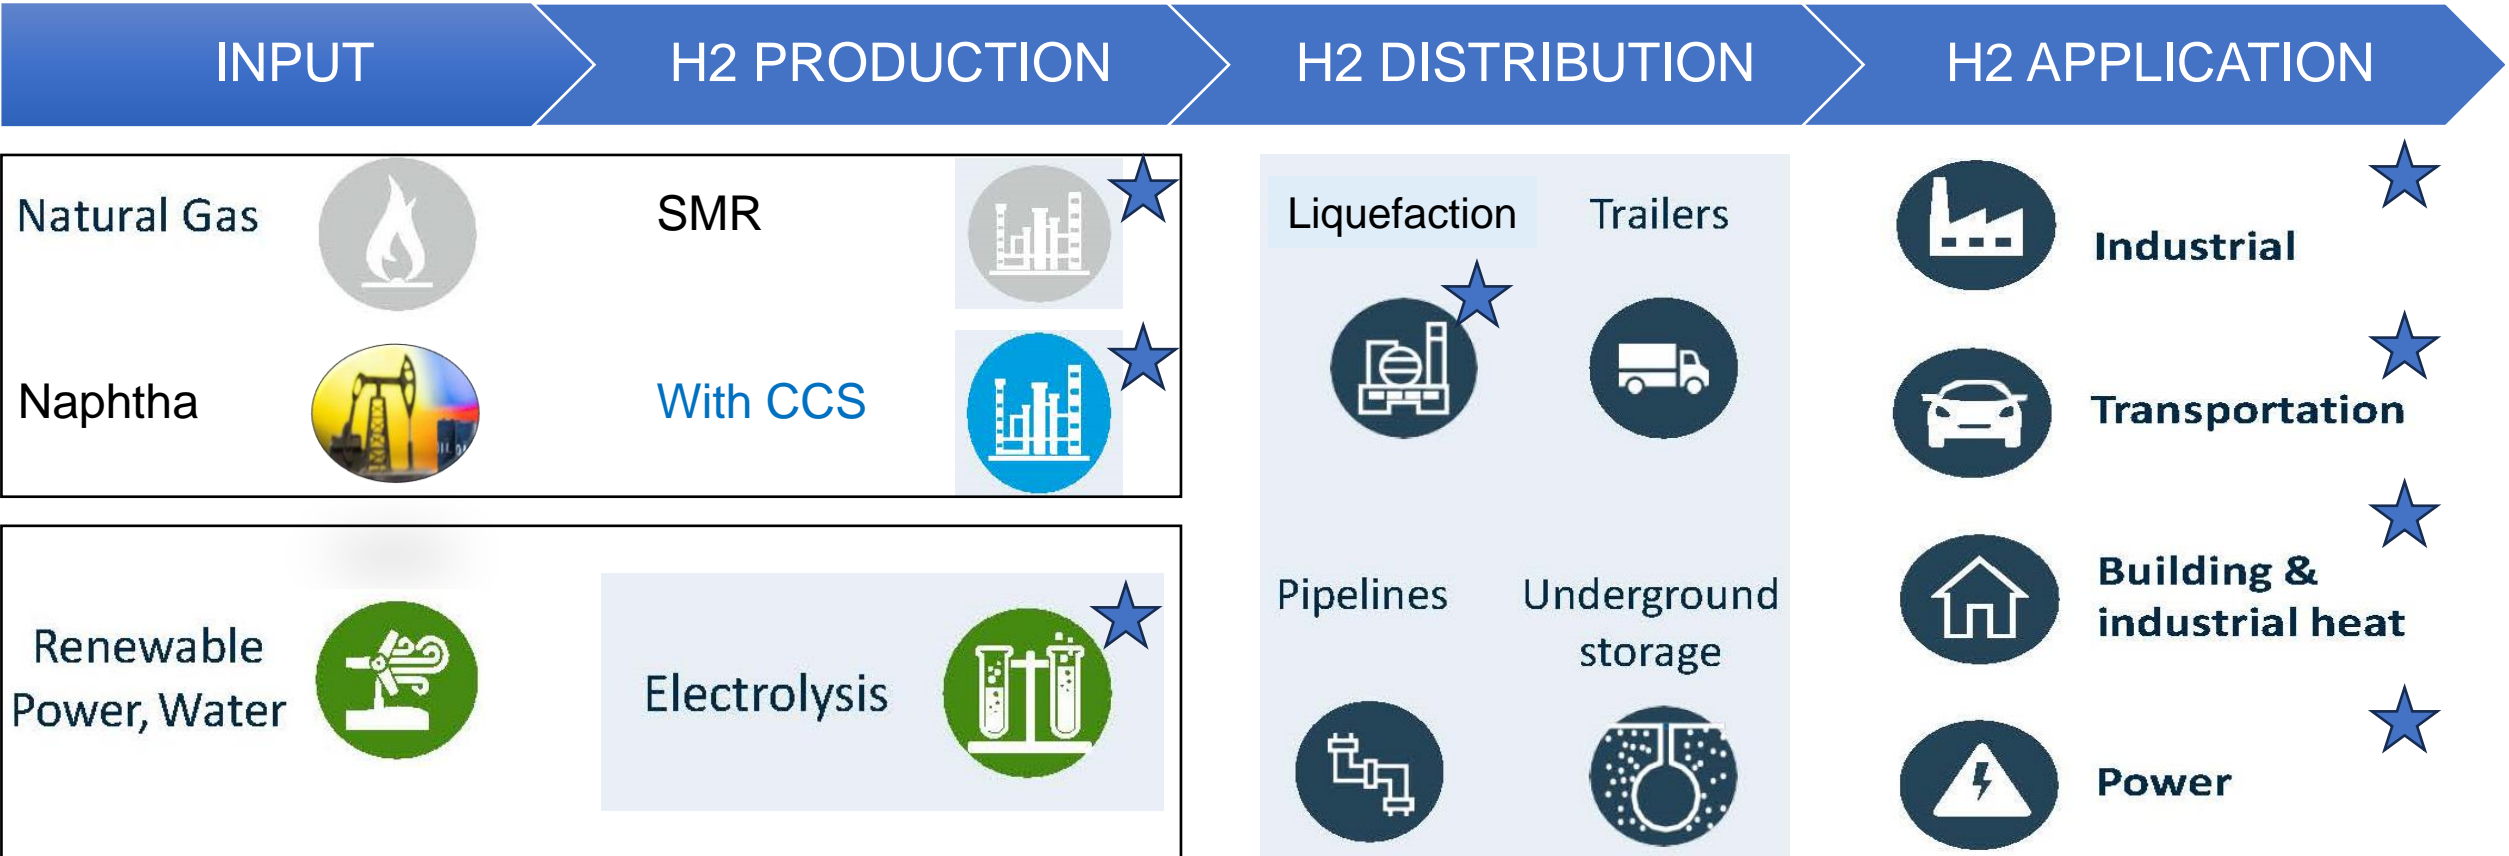 INPUT
H2 PRODUCTION
H2 DISTRIBUTION
H2 APPLICATION
Natural Gas
SMR
Naphtha
With CCS
Renewable
Power, Water
Electrolysis
Liquefaction
Trailers
Pipelines
Underground
storage
Industrial
Transportation
Building &
industrial heat
Power